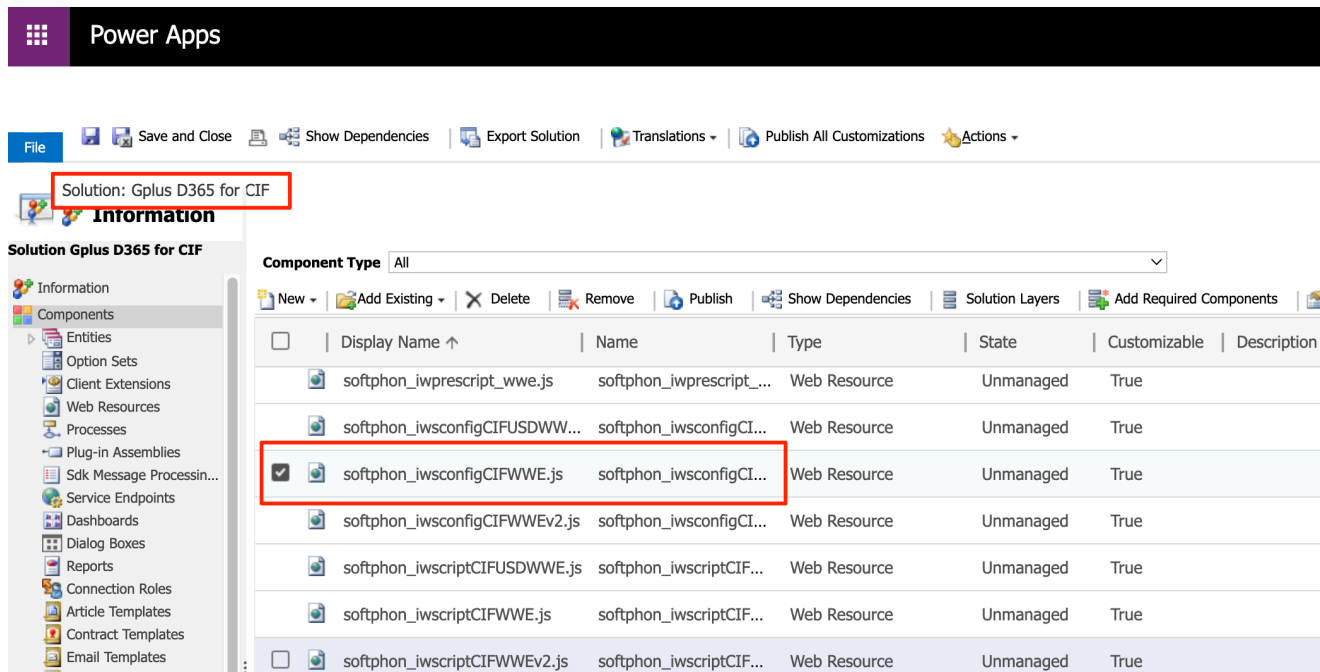 Power Apps
File Save and Close Show Dependencies Export Solution Translations Publish All Customizations Actions
Solution: Gplus D365 for CIF
Information
Solution Gplus D365 for CIF
Component Type All
Information
New Add Existing Delete Remove Publish Show Dependencies Solution Layers Add Required Components
Components
Entities
Option Sets
Client Extensions
Web Resources
Processes
Plug-in Assemblies
Sdk Message Processin...
Service Endpoints
Dashboards
Dialog Boxes
Reports
Connection Roles
Article Templates
Contract Templates
Email Templates
Display Name Name Type State Customizable Description
softphon_iwprescript_wwe.js softphon_iwprescript_... Web Resource Unmanaged True
softphon_iwsconfigCIFUSDWW... softphon_iwsconfigCI... Web Resource Unmanaged True
softphon_iwsconfigCIFWWE.js softphon_iwsconfigCI... Web Resource Unmanaged True
softphon_iwsconfigCIFWWEv2.js softphon_iwsconfigCI... Web Resource Unmanaged True
softphon_iwscriptCIFUSDWWE.js softphon_iwscriptCIF... Web Resource Unmanaged True
softphon_iwscriptCIFWWE.js softphon_iwscriptCIF... Web Resource Unmanaged True
softphon_iwscriptCIFWWEv2.js softphon_iwscriptCIF... Web Resource Unmanaged True